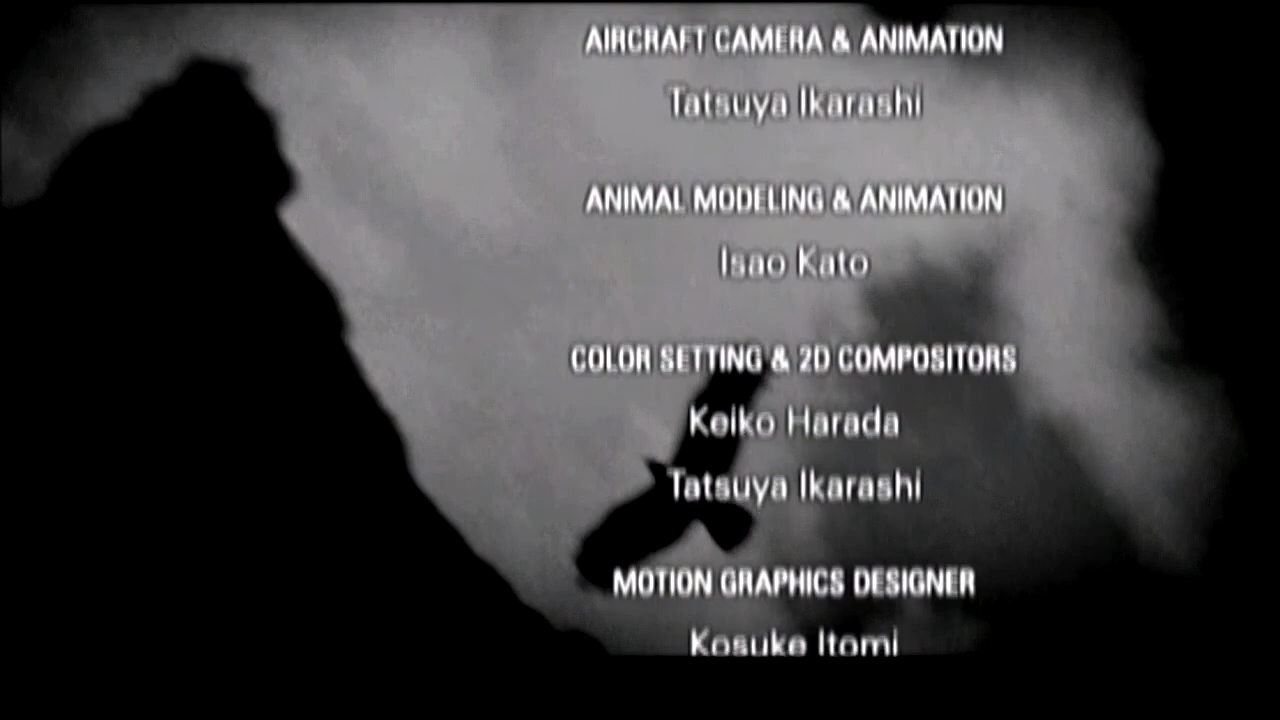 AIRCRAFT CAMERA & ANIMATION
Tatsuya Ikarashi
ANIMAL MODELING & ANIMATION
Isao Kato
COLOR SETTING & 2D COMPOSITORS
Keiko Harada
Tatsuya Ikarashi
MOTION GRAPHICS DESIGNER
Kosuke Itomi